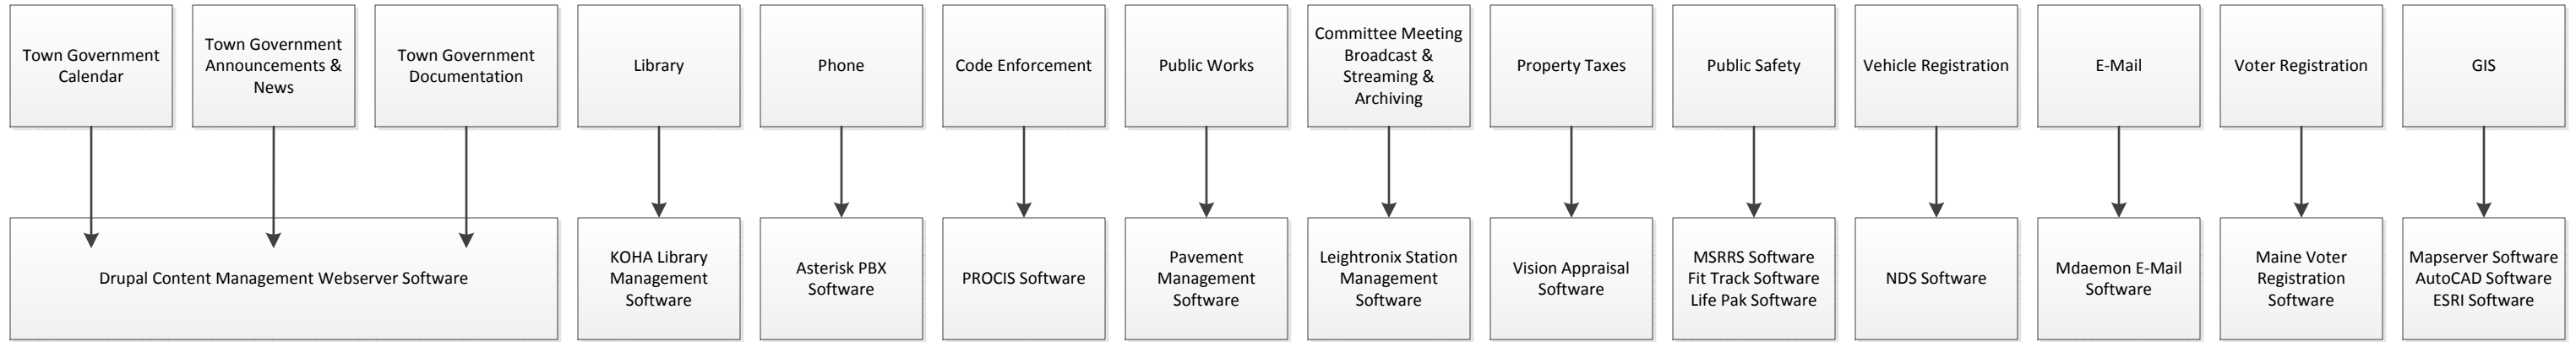 Town Government
Calendar
Town Government
Announcements &
News
Town Government
Documentation
Library
Phone
Code Enforcement
Public Works
Committee Meeting
Broadcast &
Streaming &
Archiving
Property Taxes
Public Safety
Vehicle Registration
E-Mail
Voter Registration
GIS
Drupal Content Management Webserver Software
KOHA Library
Management
Software
Asterisk PBX
Software
PROCIS Software
Pavement
Management
Software
Leightronix Station
Management
Software
Vision Appraisal
Software
MSRRS Software
Fit Track Software
Life Pak Software
NDS Software
Mdaemon E-Mail
Software
Maine Voter
Registration
Software
Mapserver Software
AutoCAD Software
ESRI Software